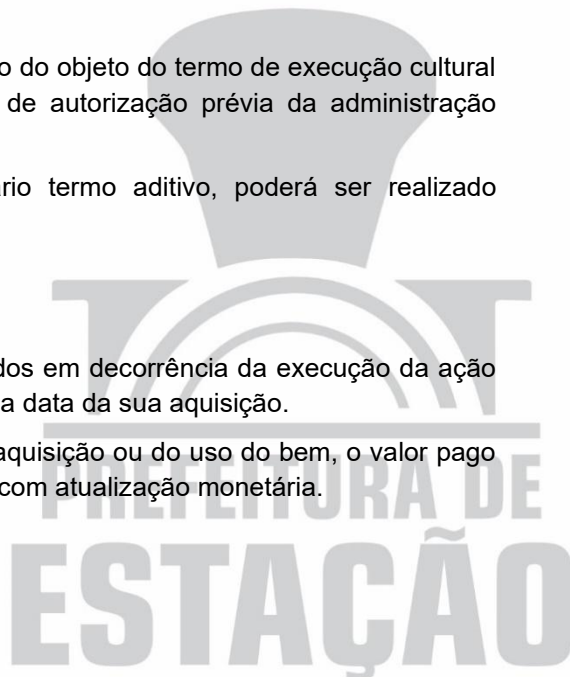 o do objeto do termo de execução cultural
de autorização prévia da administração
rio termo aditivo, poderá ser realizado
dos em decorrência da execução da ação
a data da sua aquisição.
aquisição ou do uso do bem, o valor pago
com atualização monetária.
PREFEITURA DE
ESTAÇÃO